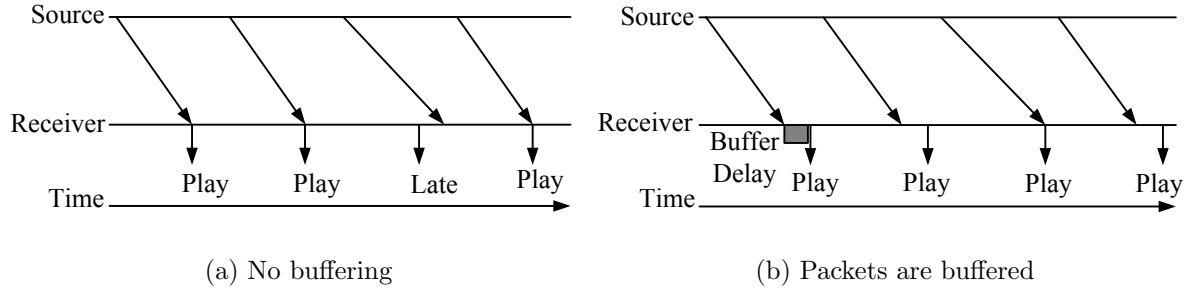 Source
Receiver
Play
Play
Late
Play
Time
(a) No buffering
Source
Receiver
Buffer
Delay
Play
Play
Play
Play
Time
(b) Packets are buffered